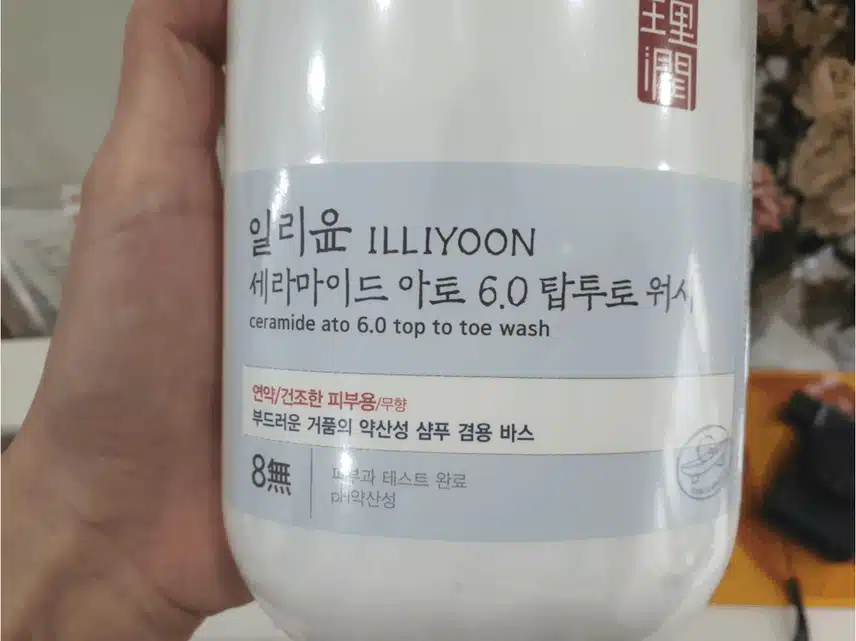 理
潤
일리윤 ILLIYOON
세라마이드 아토 6.0 탑투토 워시
ceramide ato 6.0 top to toe wash
연약/건조한 피부용/무향
부드러운 거품의 약산성 샴푸 겸용 바스
8無
피부과 테스트 완료
pH약산성